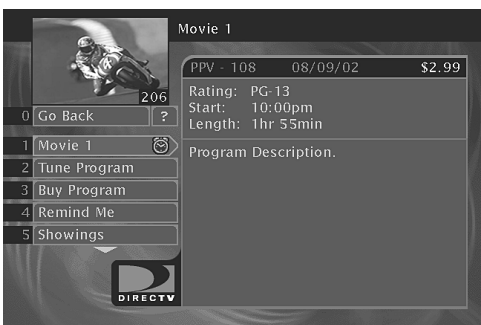 Movie 1
206
PPV - 108 08/09/02 $2.99
Rating: PG-13
Start: 10:00pm
Length: 1hr 55min
Program Description.
0 Go Back ?
1 Movie 1
2 Tune Program
3 Buy Program
4 Remind Me
5 Showings
DIRECTV